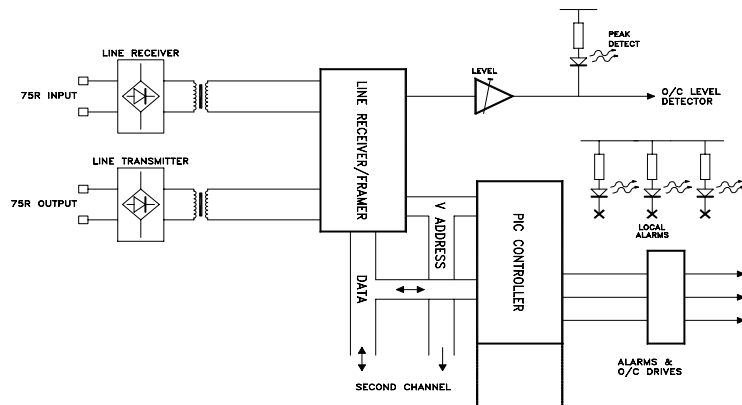 LINE RECEIVER
75R INPUT
LINE TRANSMITTER
75R OUTPUT
LINE RECEIVER/FRAMER
LEVEL
PEAK
DETECT
O/C LEVEL
DETECTOR
V ADDRESS
DATA
PIC CONTROLLER
LOCAL
ALARMS
ALARMS &
O/C DRIVES
SECOND CHANNEL